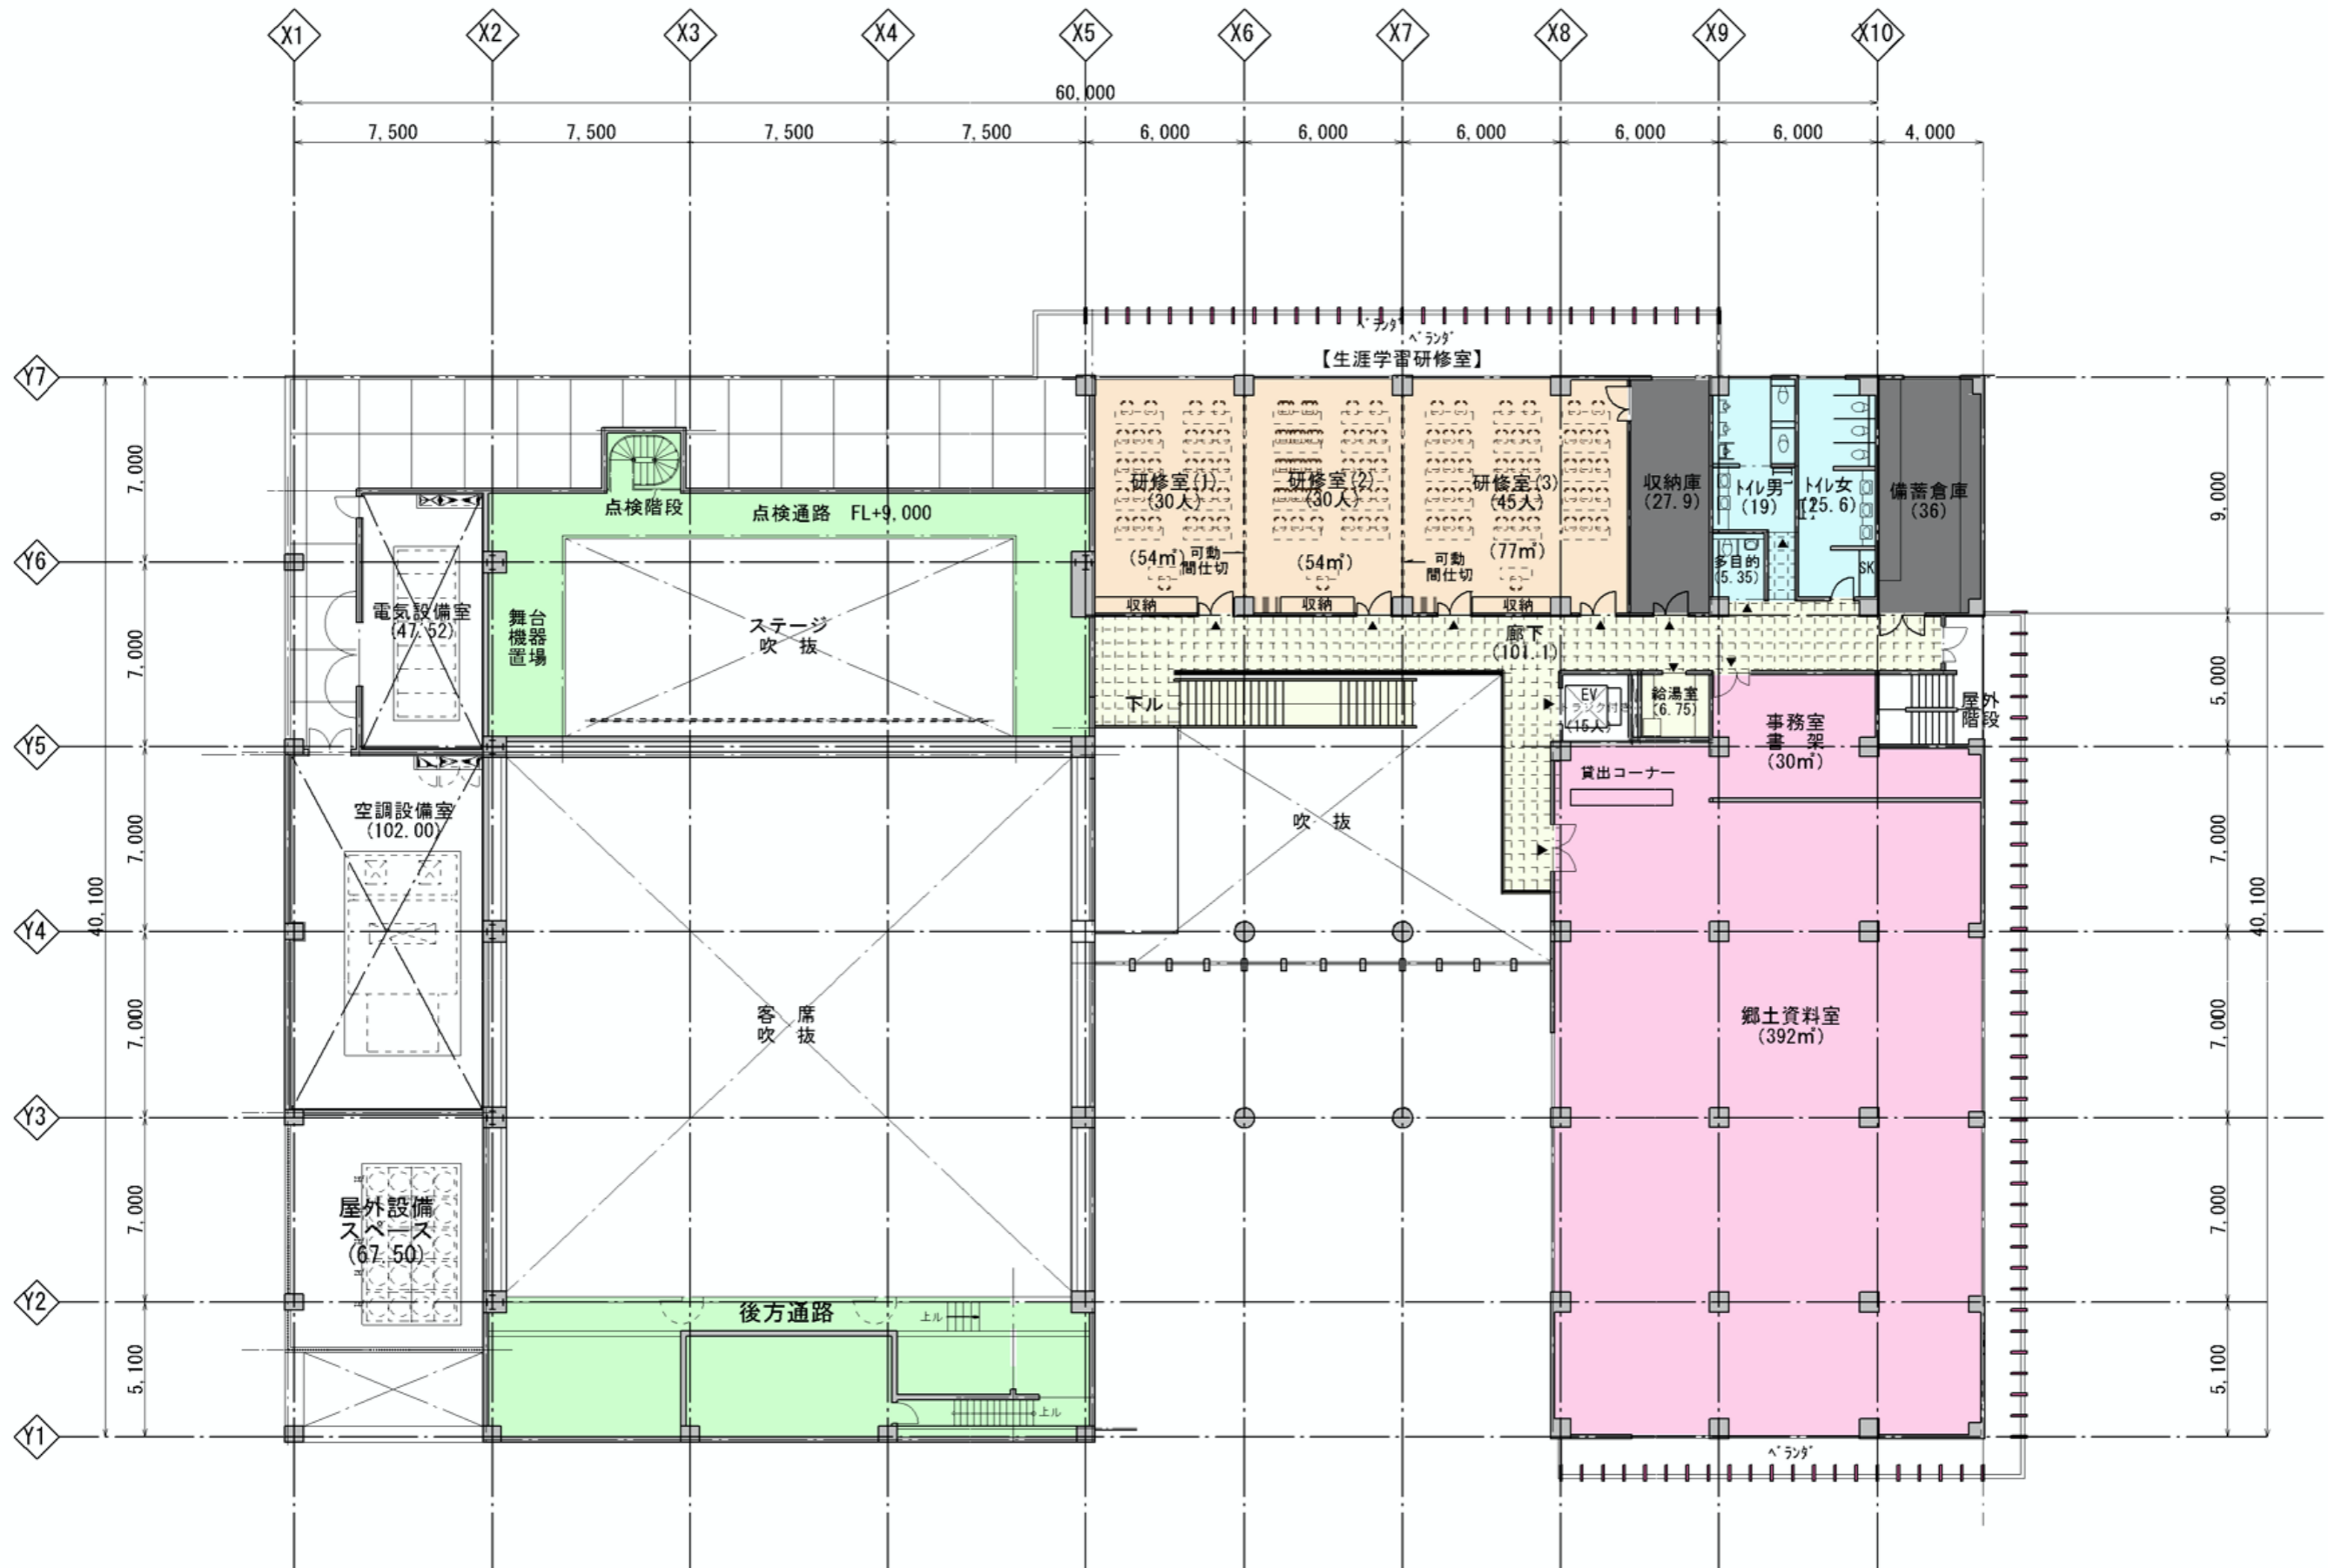 X1 X2 X3 X4 X5 X6 X7 X8 X9 X10
60,000
7,500 7,500 7,500 7,500 6,000 6,000 6,000 6,000 6,000 4,000
ﾍﾞﾗﾝﾀﾞ
ﾍﾞﾗﾝﾀﾞ
【生涯学習研修室】
Y7
Y6
Y5
Y4
Y3
Y2
Y1
7,000
7,000
7,000
7,000
7,000
5,100
40,100
点検階段
点検通路 FL+9,000
電気設備室
(47.52)
舞台
機器
置場
ステージ
吹 抜
空調設備室
(102.00)
客 席
吹 抜
屋外設備
スペース
(67.50)
後方通路
上ル
上ル
研修室(1)
(30人)
(54㎡)
可動
間仕切
収納
研修室(2)
(30人)
(54㎡)
収納
可動
間仕切
研修室(3)
(45人)
(77㎡)
収納
収納庫
(27.9)
ﾄｲﾚ男
(19)
ﾄｲﾚ女
(25.6)
多目的
(5.35)
SK
備蓄倉庫
(36)
廊下
(101.1)
下ル
吹 抜
EV
トランク付き
(15人)
給湯室
(6.75)
事務室
書 架
(30㎡)
屋外
階段
貸出コーナー
郷土資料室
(392㎡)
ﾍﾞﾗﾝﾀﾞ
9,000
5,000
7,000
7,000
7,000
5,100
40,100